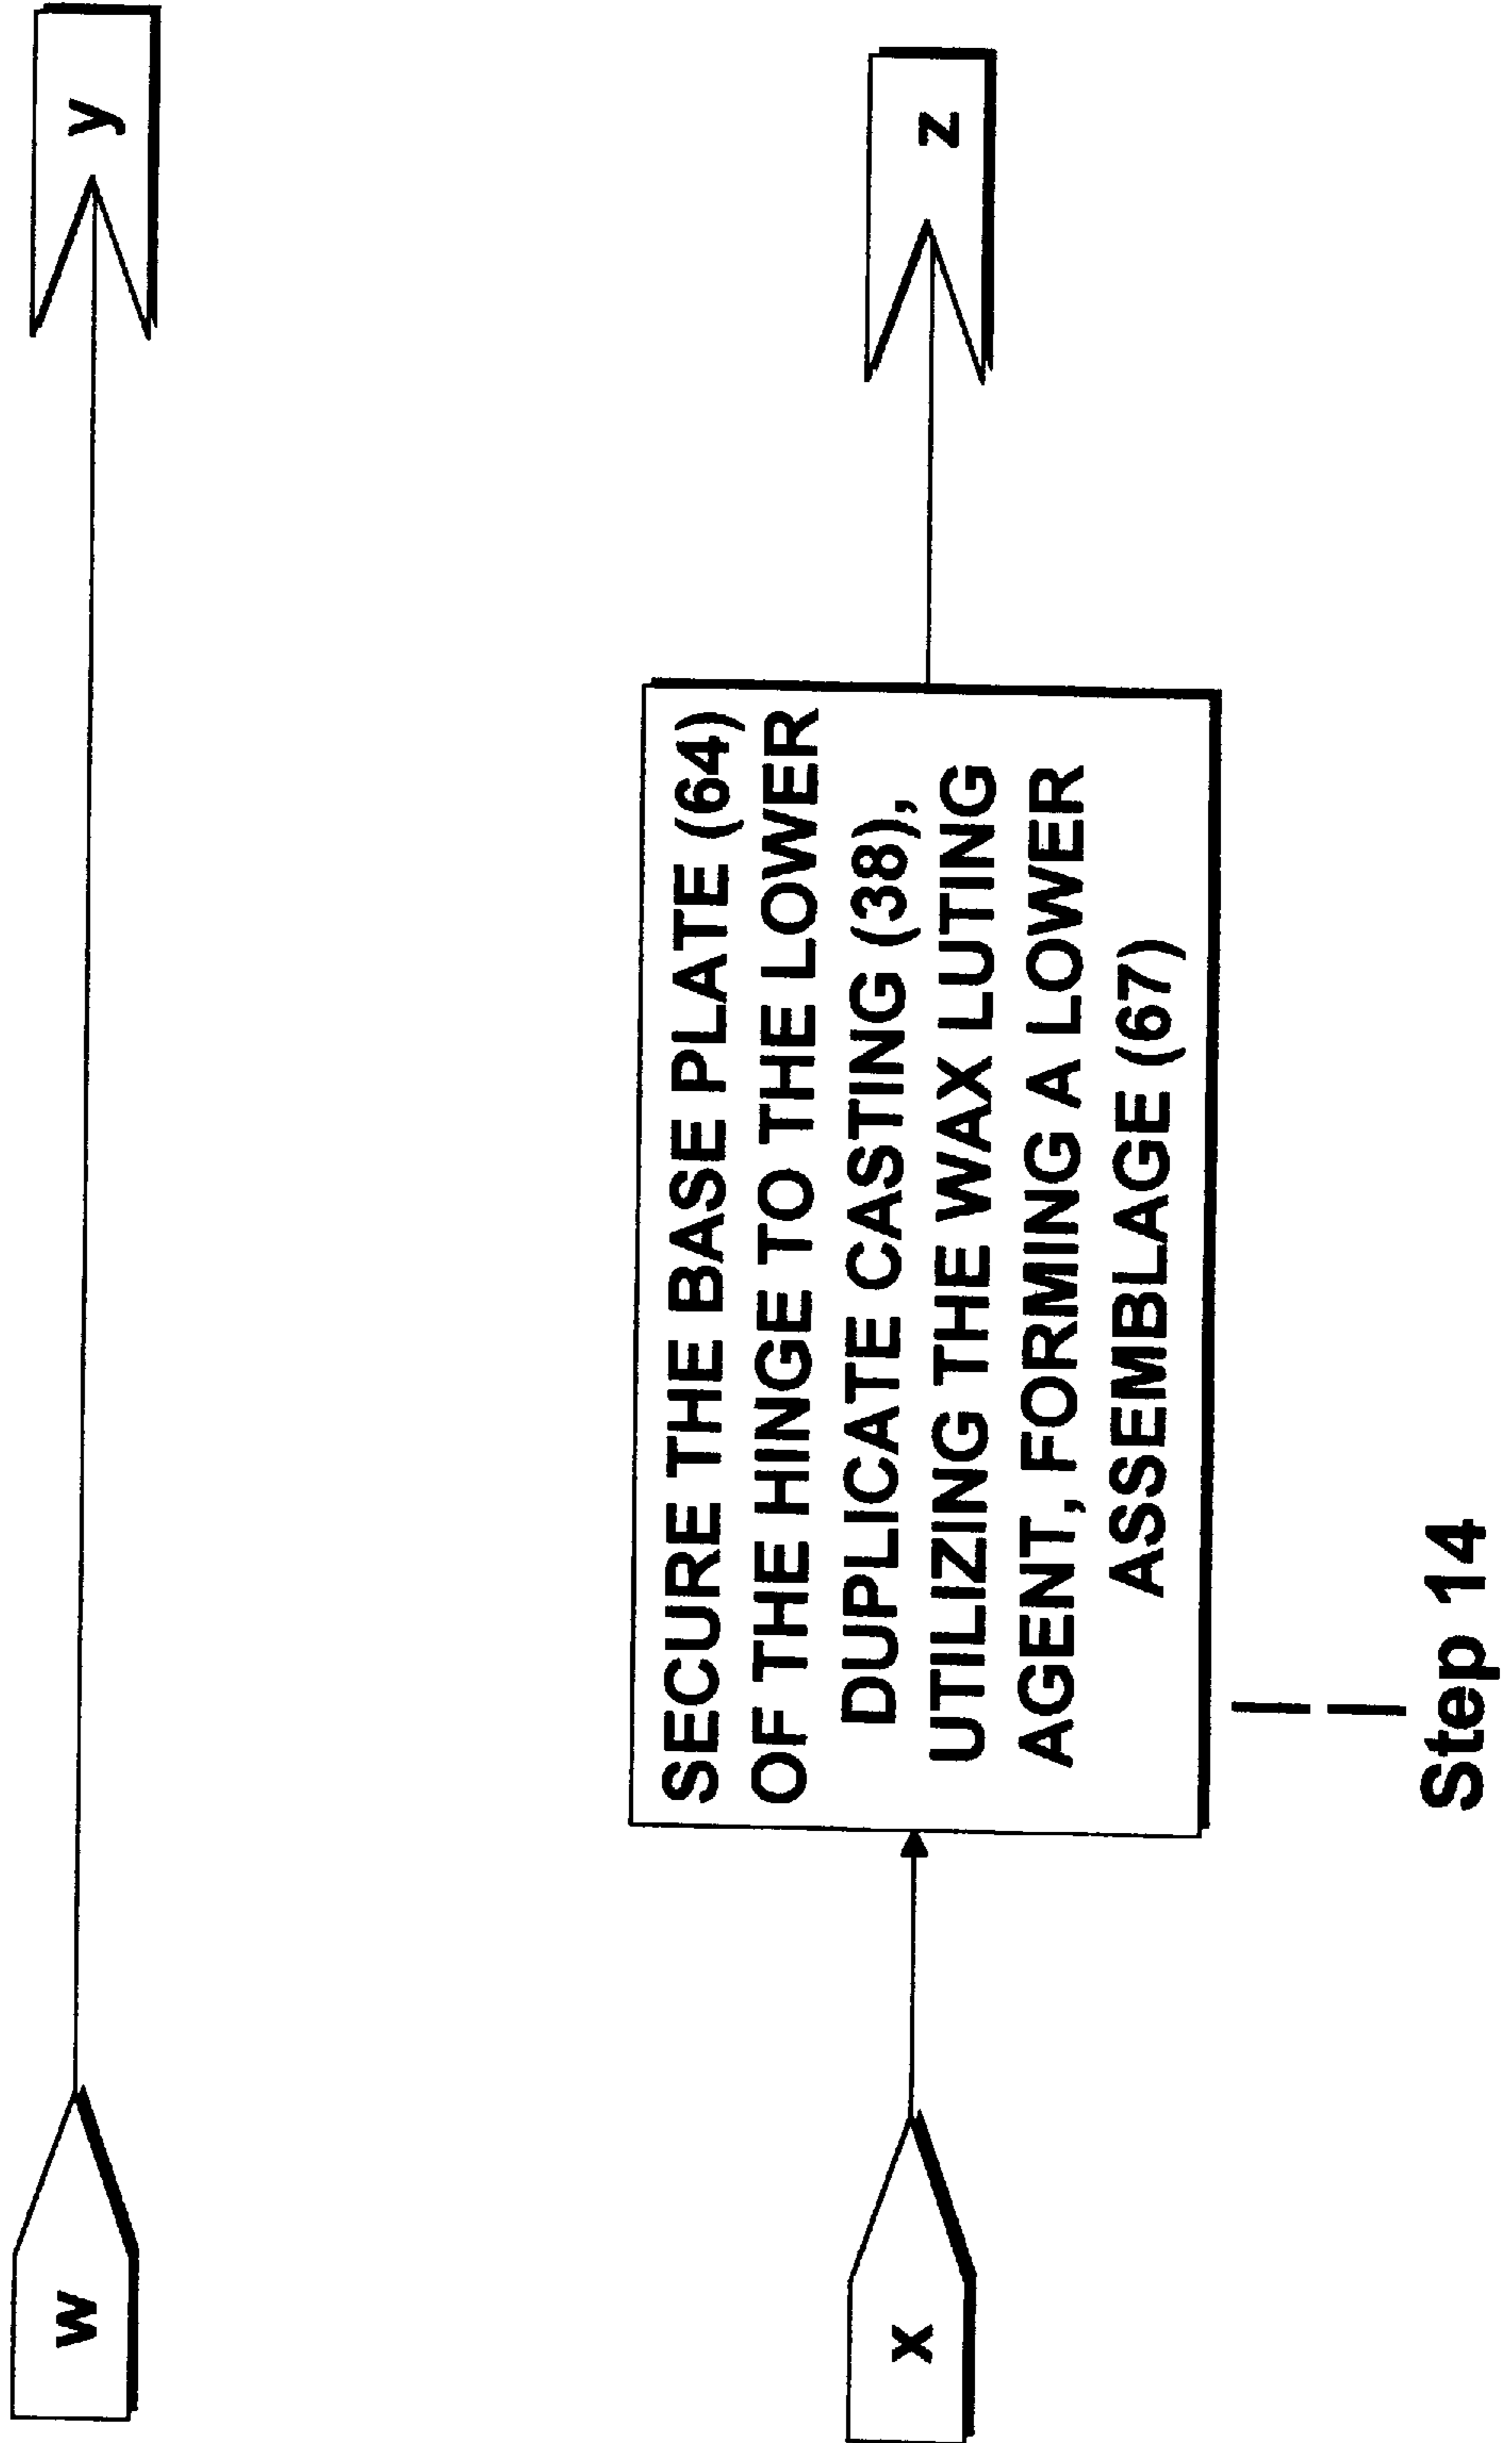 w
y
x
SECURE THE BASE PLATE (64)
OF THE HINGE TO THE LOWER
DUPLICATE CASTING (38),
UTILIZING THE WAX LUTING
AGENT, FORMING A LOWER
ASSEMBLAGE (67)
z
Step 14